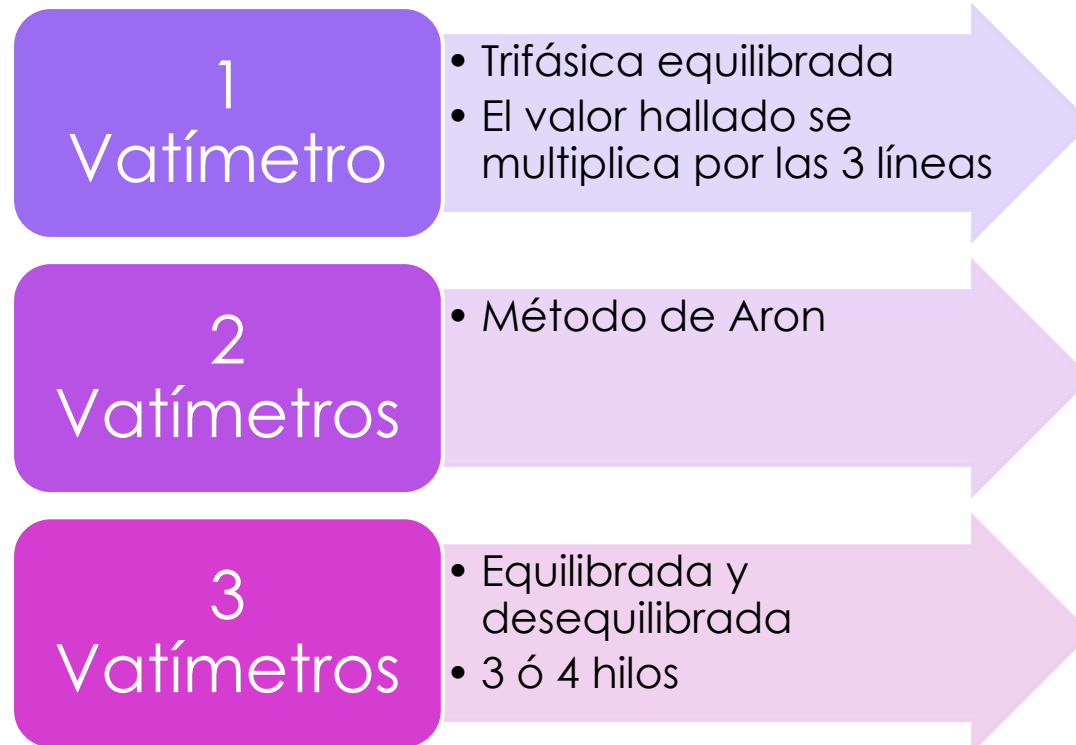 1
Vatímetro
• Trifásica equilibrada
• El valor hallado se
multiplica por las 3 líneas
2
Vatímetros
• Método de Aron
3
Vatímetros
• Equilibrada y
desequilibrada
• 3 ó 4 hilos